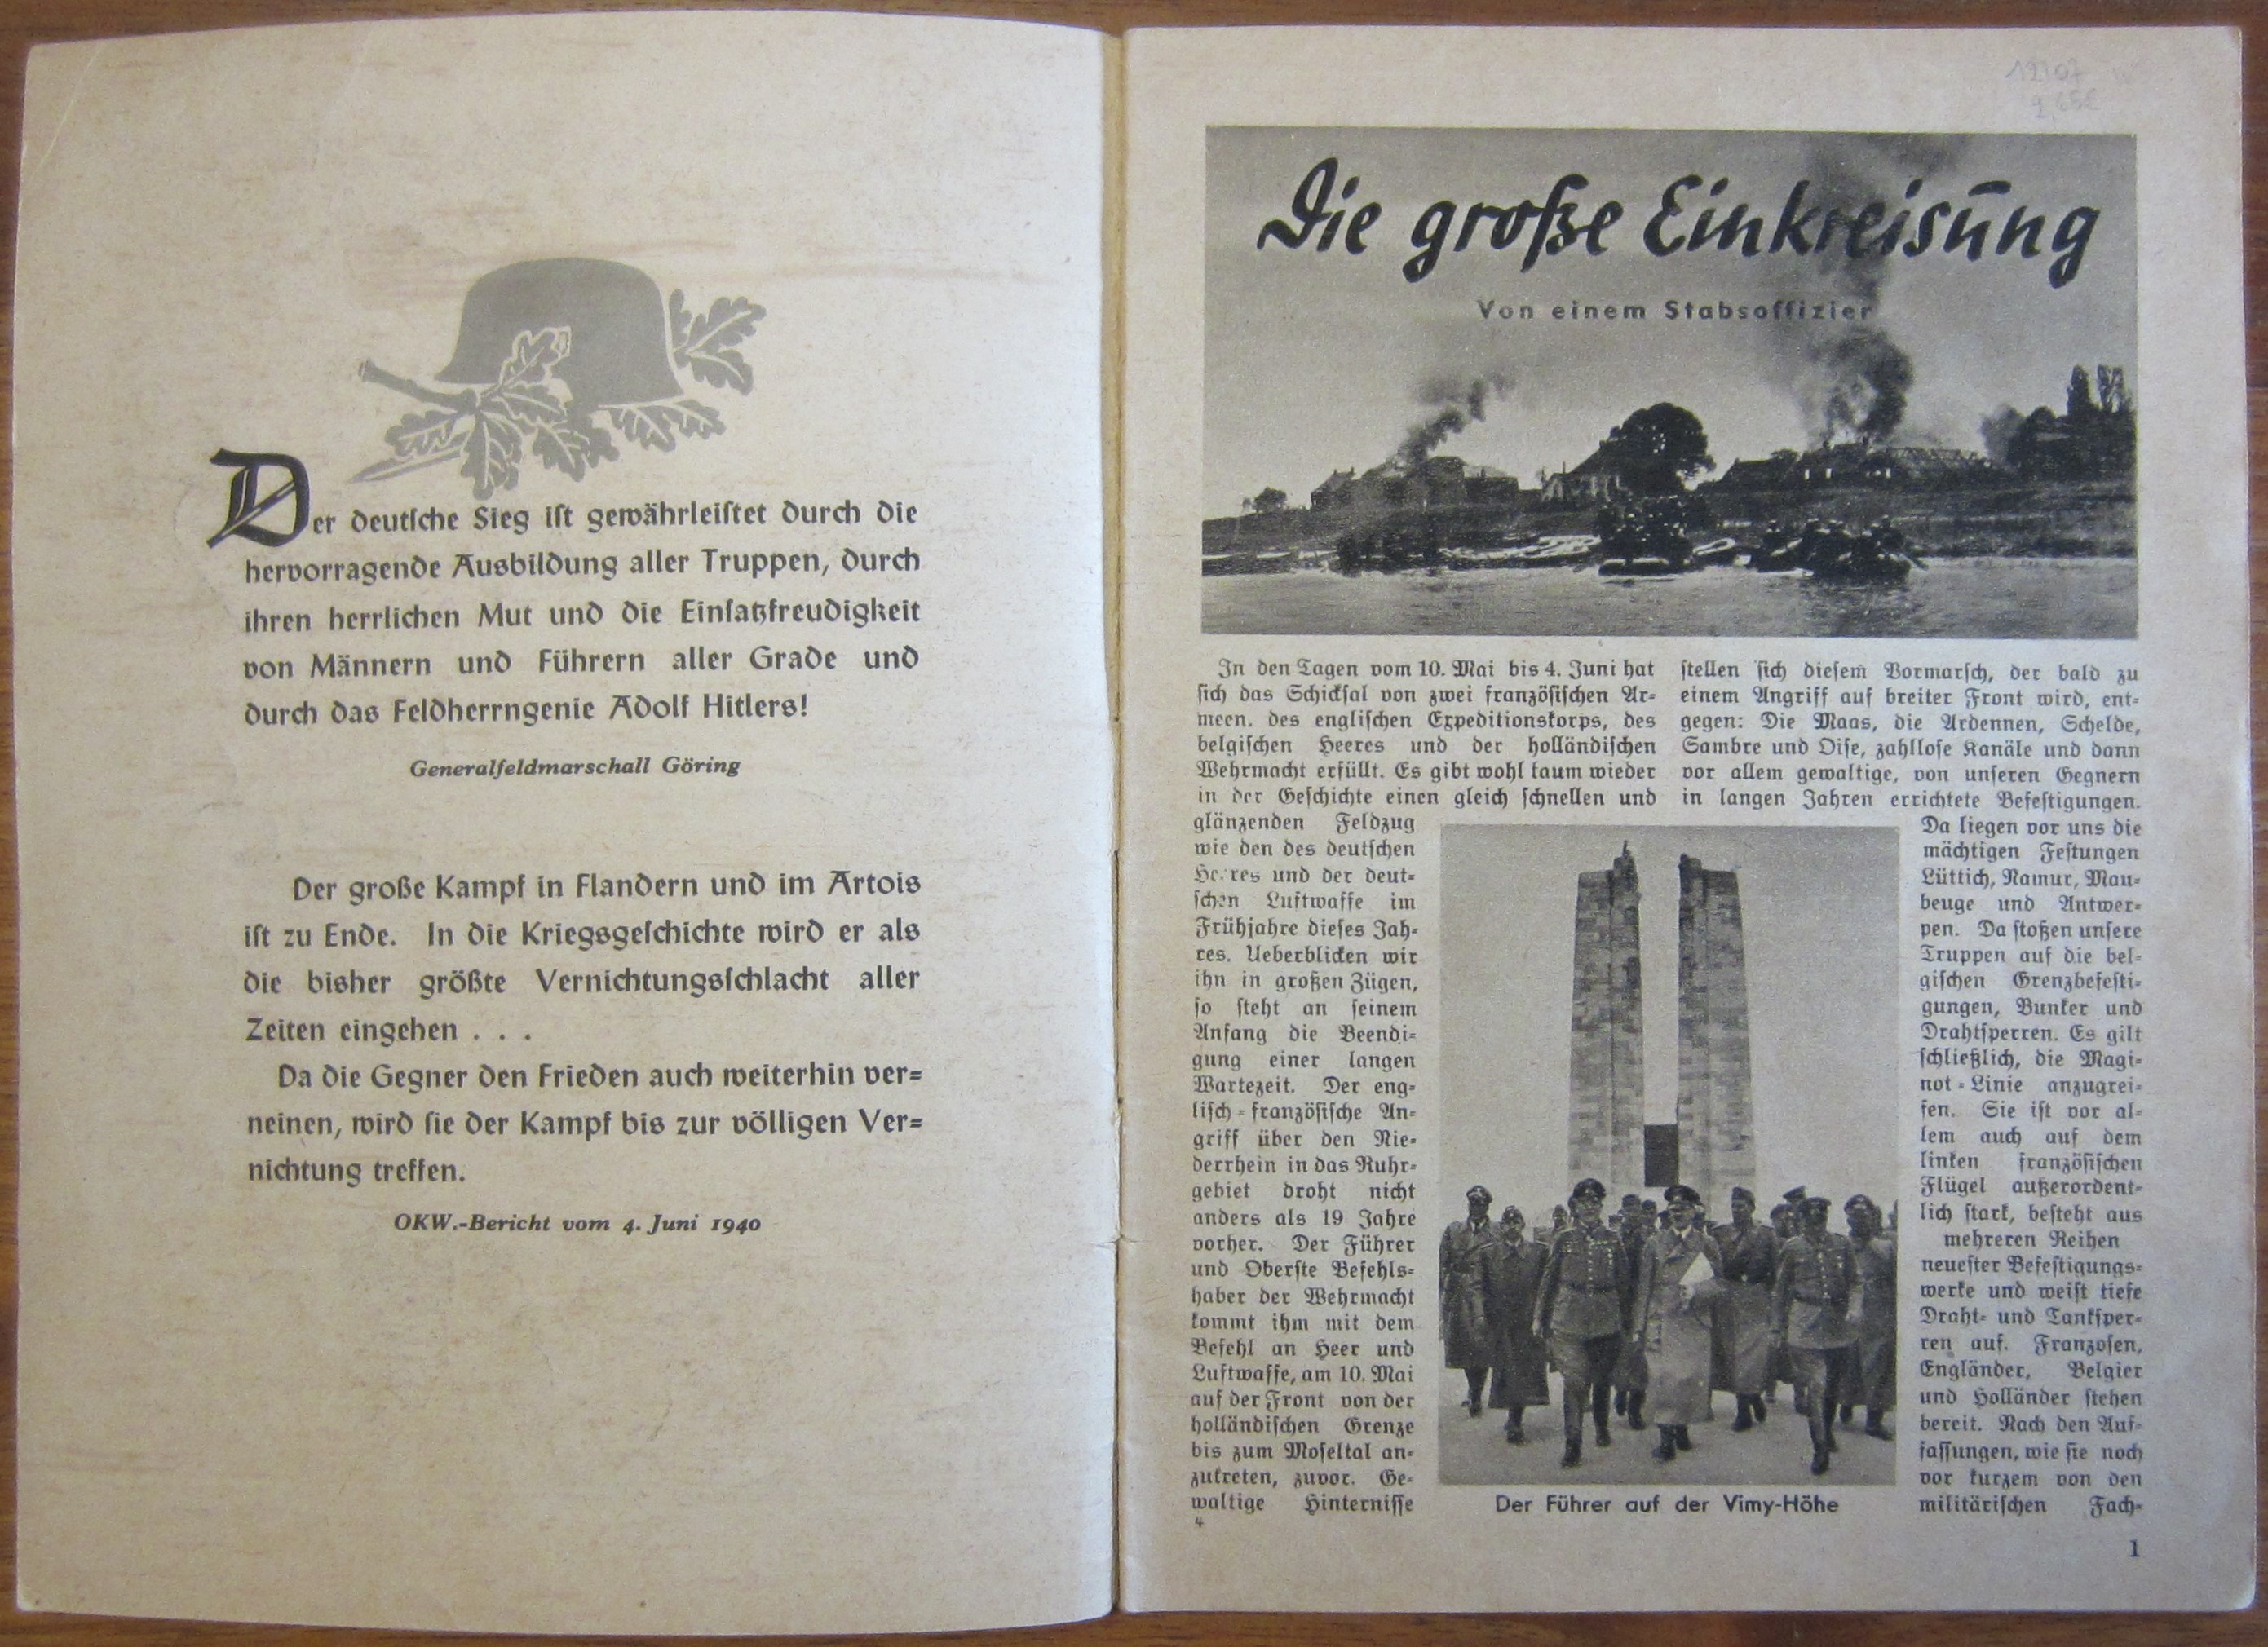 Der deutsche Sieg ist gewährleistet durch die
hervorragende Ausbildung aller Truppen, durch
ihren herrlichen Mut und die Einsatzfreudigkeit
von Männern und Führern aller Grade und
durch das Feldherrngenie Adolf Hitlers!
Generalfeldmarschall Göring
Der große Kampf in Flandern und im Artois
ist zu Ende. In die Kriegsgeschichte wird er als
die bisher größte Vernichtungsschlacht aller
Zeiten eingehen . . .
Da die Gegner den Frieden auch weiterhin ver=
neinen, wird sie der Kampf bis zur völligen Ver=
nichtung treffen.
OKW.-Bericht vom 4. Juni 1940
Die große Einkreisung
Von einem Stabsoffizier
In den Tagen vom 10. Mai bis 4. Juni hat
sich das Schicksal von zwei französischen Ar=
meen, des englischen Expeditionskorps, des
belgischen Heeres und der holländischen
Wehrmacht erfüllt. Es gibt wohl kaum wieder
in der Geschichte einen gleich schnellen und
glänzenden Feldzug
wie den des deutschen
Heeres und der deut=
schen Luftwaffe im
Frühjahre dieses Jah=
res. Ueberblicken wir
ihn in großen Zügen,
so steht an seinem
Anfang die Beendi=
gung einer langen
Wartezeit. Der eng=
lisch=französische An=
griff über den Nie=
derrhein in das Ruhr=
gebiet droht nicht
anders als 19 Jahre
vorher. Der Führer
und Oberste Befehls=
haber der Wehrmacht
kommt ihm mit dem
Befehl an Heer und
Luftwaffe, am 10. Mai
auf der Front von der
holländischen Grenze
bis zum Moseltal an=
zutreten, zuvor. Ge=
waltige Hinternisse
4
stellen sich diesem Vormarsch, der bald zu
einem Angriff auf breiter Front wird, ent=
gegen: Die Maas, die Ardennen, Schelde,
Sambre und Oise, zahllose Kanäle und dann
vor allem gewaltige, von unseren Gegnern
in langen Jahren errichtete Befestigungen.
Da liegen vor uns die
mächtigen Festungen
Lüttich, Namur, Mau=
beuge und Antwer=
pen. Da stoßen unsere
Truppen auf die bel=
gischen Grenzbefesti=
gungen, Bunker und
Drahtsperren. Es gilt
schließlich, die Magi=
not=Linie anzugrei=
fen. Sie ist vor al=
lem auch auf dem
linken französischen
Flügel außerordent=
lich stark, besteht aus
mehreren Reihen
neuester Befestigungs=
werke und weist tiefe
Draht= und Tanksper=
ren auf. Franzosen,
Engländer, Belgier
und Holländer stehen
bereit. Nach den Auf=
fassungen, wie sie noch
vor kurzem von den
militärischen Fach=
Der Führer auf der Vimy-Höhe
1